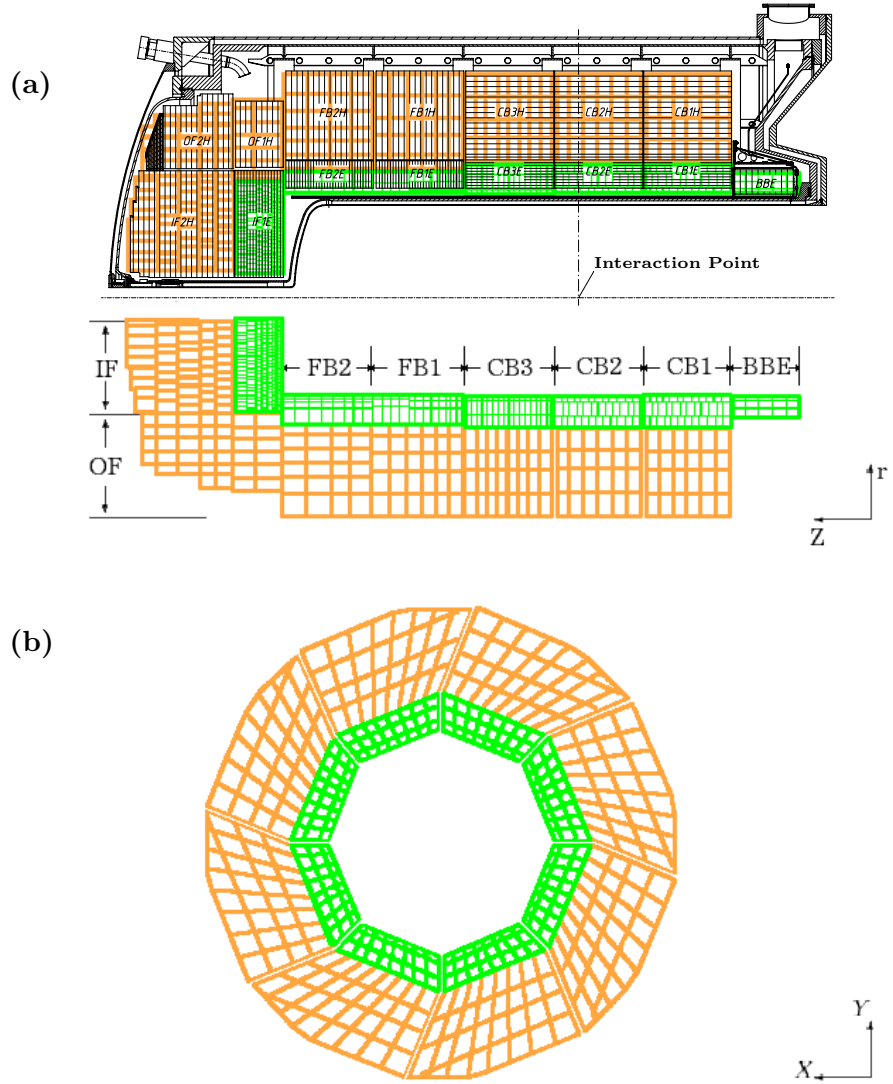 (a)
FB2H FB1H CB3H CB2H CB1H
OF2H OF1H
FB2E FB1E CB3E CB2E CB1E BBE
IF2H IF1E
Interaction Point
IF FB2 FB1 CB3 CB2 CB1 BBE
OF
r
Z
(b)
Y
X